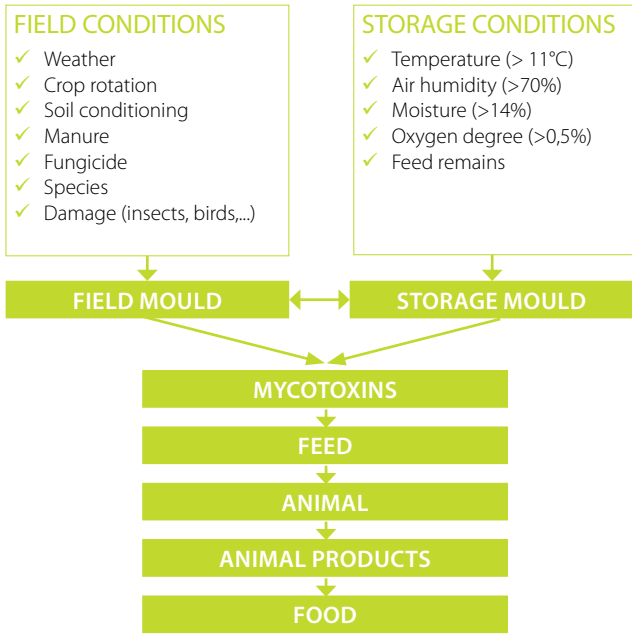 FIELD CONDITIONS
✓ Weather
✓ Crop rotation
✓ Soil conditioning
✓ Manure
✓ Fungicide
✓ Species
✓ Damage (insects, birds,...)
STORAGE CONDITIONS
✓ Temperature (> 11°C)
✓ Air humidity (>70%)
✓ Moisture (>14%)
✓ Oxygen degree (>0,5%)
✓ Feed remains
FIELD MOULD
STORAGE MOULD
MYCOTOXINS
FEED
ANIMAL
ANIMAL PRODUCTS
FOOD